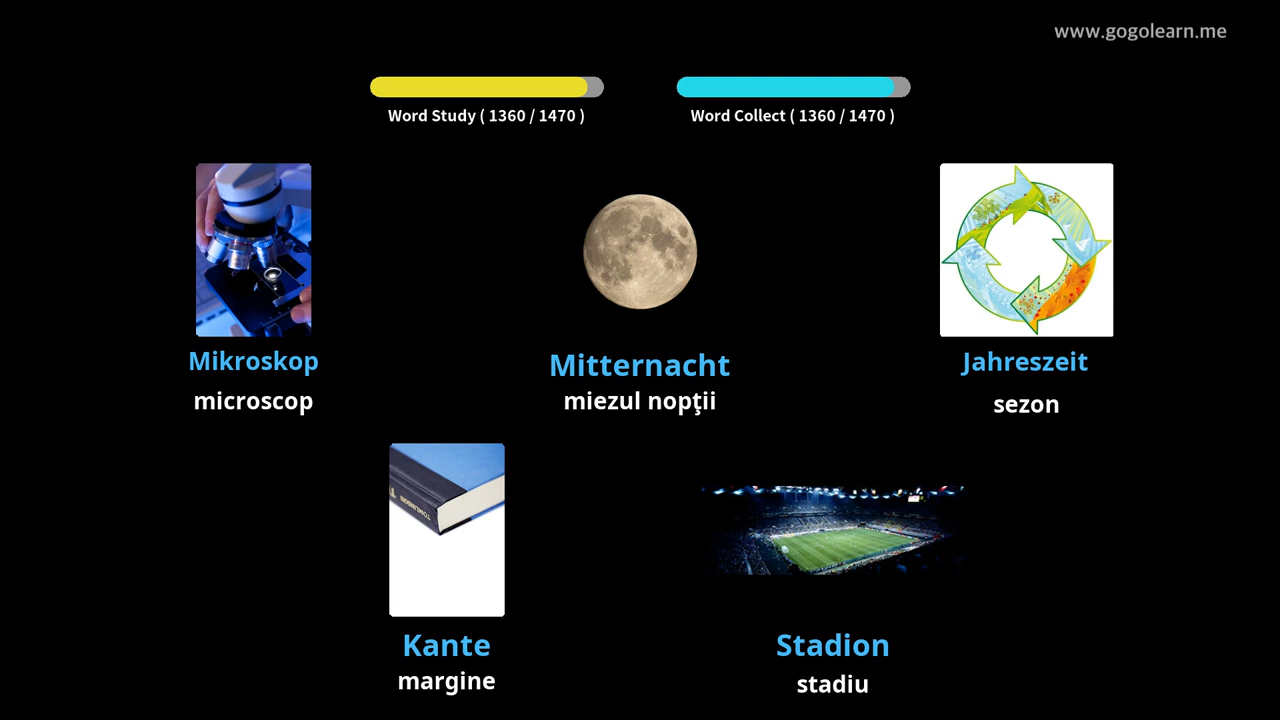 www.gogolearn.me
Word Study ( 1360 / 1470 )
Word Collect ( 1360 / 1470 )
Mikroskop
microscop
Mitternacht
miezul nopţii
Jahreszeit
sezon
TOMLINSON
Kante
margine
Stadion
stadiu